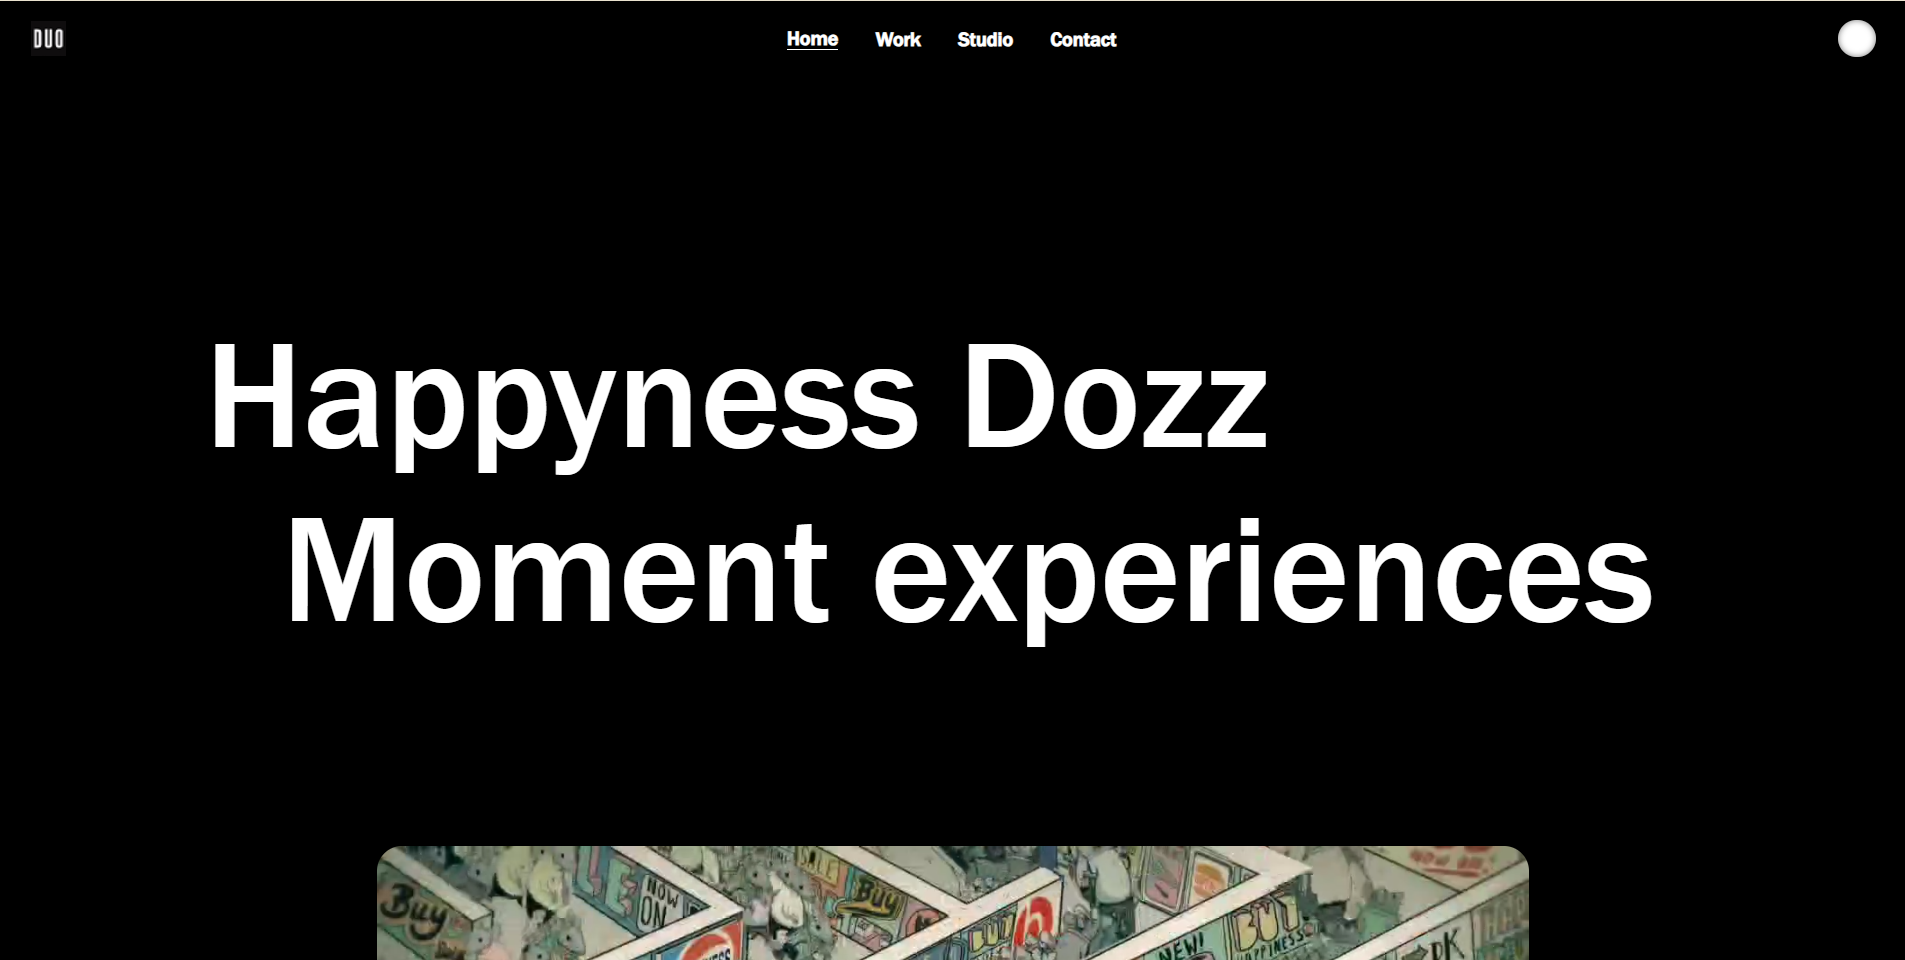 DUO
Home Work Studio Contact
Happyness Dozz
Moment experiences
SALE
Buy
NOW
ON
BUY
BUY
BUY
NEW!
HAPPINESS